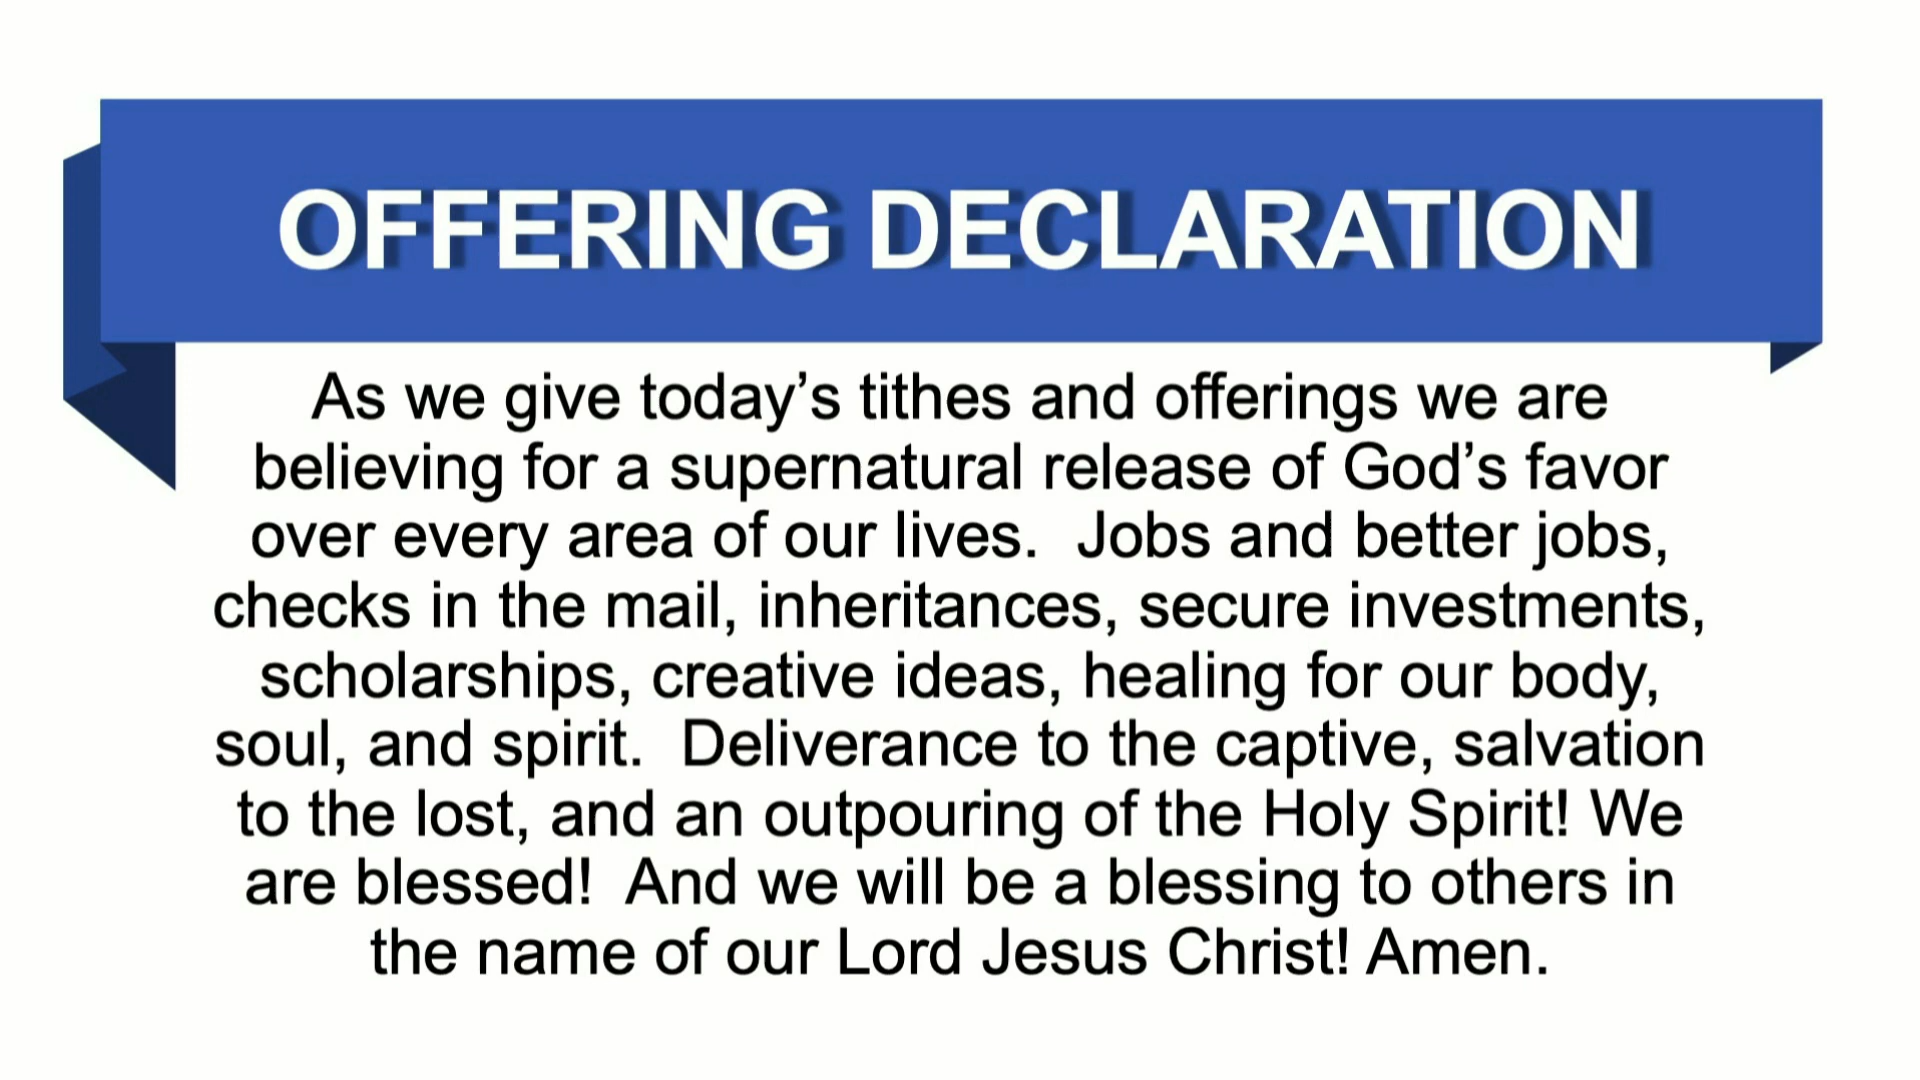 OFFERING DECLARATION
As we give today’s tithes and offerings we are
believing for a supernatural release of God’s favor
over every area of our lives.  Jobs and better jobs,
checks in the mail, inheritances, secure investments,
scholarships, creative ideas, healing for our body,
soul, and spirit.  Deliverance to the captive, salvation
to the lost, and an outpouring of the Holy Spirit! We
are blessed!  And we will be a blessing to others in
the name of our Lord Jesus Christ! Amen.